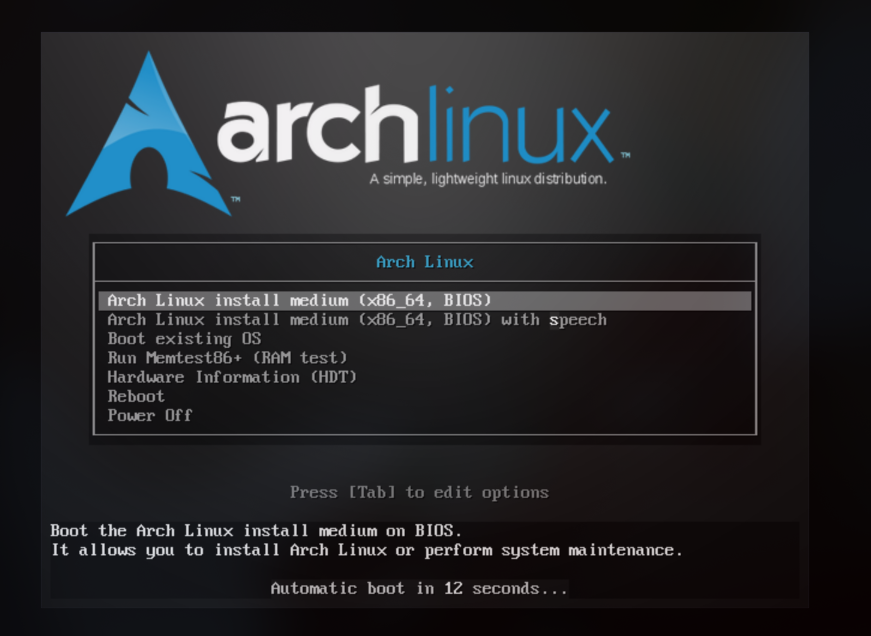 archlinux™
A simple, lightweight linux distribution.
™
Arch Linux
Arch Linux install medium (x86_64, BIOS)
Arch Linux install medium (x86_64, BIOS) with speech
Boot existing OS
Run Memtest86+ (RAM test)
Hardware Information (HDT)
Reboot
Power Off
Press [Tab] to edit options
Boot the Arch Linux install medium on BIOS.
It allows you to install Arch Linux or perform system maintenance.
Automatic boot in 12 seconds...